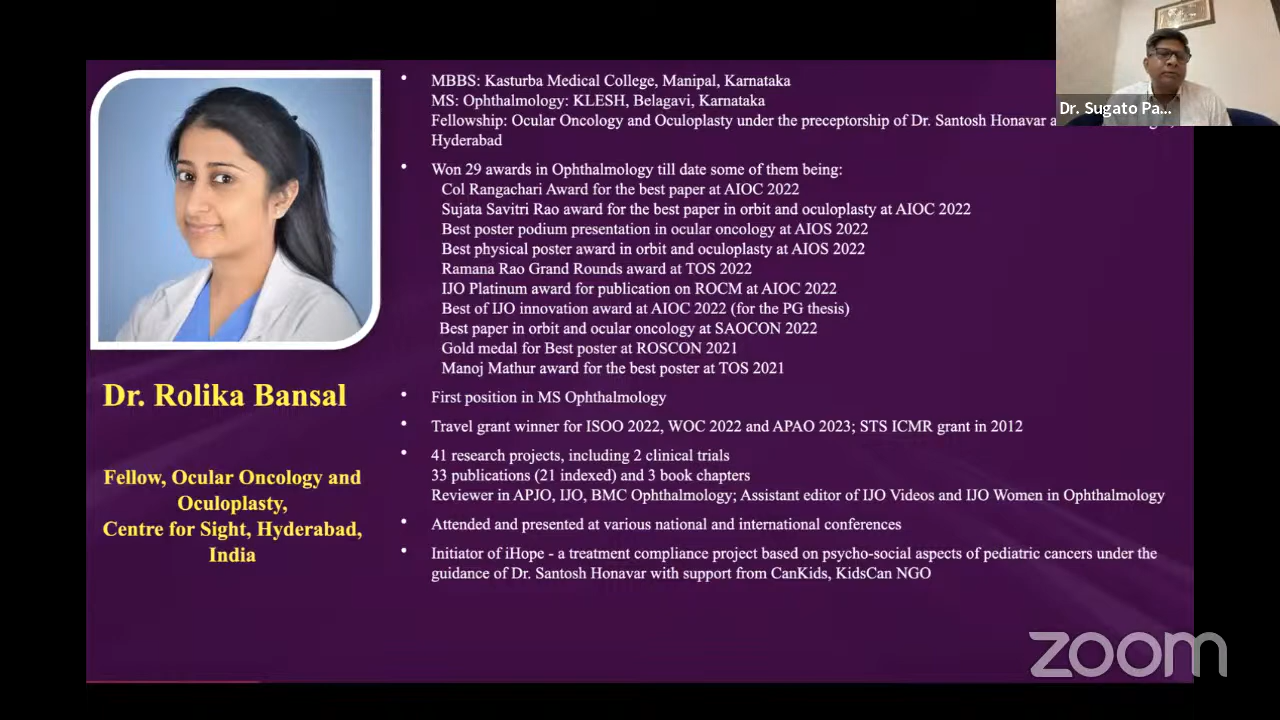 Dr. Sugato Pa...
MBBS: Kasturba Medical College, Manipal, Karnataka
MS: Ophthalmology: KLESH, Belagavi, Karnataka
Fellowship: Ocular Oncology and Oculoplasty under the preceptorship of Dr. Santosh Honavar
Hyderabad
Won 29 awards in Ophthalmology till date some of them being:
Col Rangachari Award for the best paper at AIOC 2022
Sujata Savitri Rao award for the best paper in orbit and oculoplasty at AIOC 2022
Best poster podium presentation in ocular oncology at AIOS 2022
Best physical poster award in orbit and oculoplasty at AIOS 2022
Ramana Rao Grand Rounds award at TOS 2022
IJO Platinum award for publication on ROCM at AIOC 2022
Best of IJO innovation award at AIOC 2022 (for the PG thesis)
Best paper in orbit and ocular oncology at SAOCON 2022
Gold medal for Best poster at ROSCON 2021
Manoj Mathur award for the best poster at TOS 2021
First position in MS Ophthalmology
Travel grant winner for ISOO 2022, WOC 2022 and APAO 2023; STS ICMR grant in 2012
41 research projects, including 2 clinical trials
33 publications (21 indexed) and 3 book chapters
Reviewer in APJO, IJO, BMC Ophthalmology; Assistant editor of IJO Videos and IJO Women in Ophthalmology
Attended and presented at various national and international conferences
Initiator of iHope - a treatment compliance project based on psycho-social aspects of pediatric cancers under the
guidance of Dr. Santosh Honavar with support from CanKids, KidsCan NGO
Dr. Rolika Bansal
Fellow, Ocular Oncology and
Oculoplasty,
Centre for Sight, Hyderabad,
India
zoom